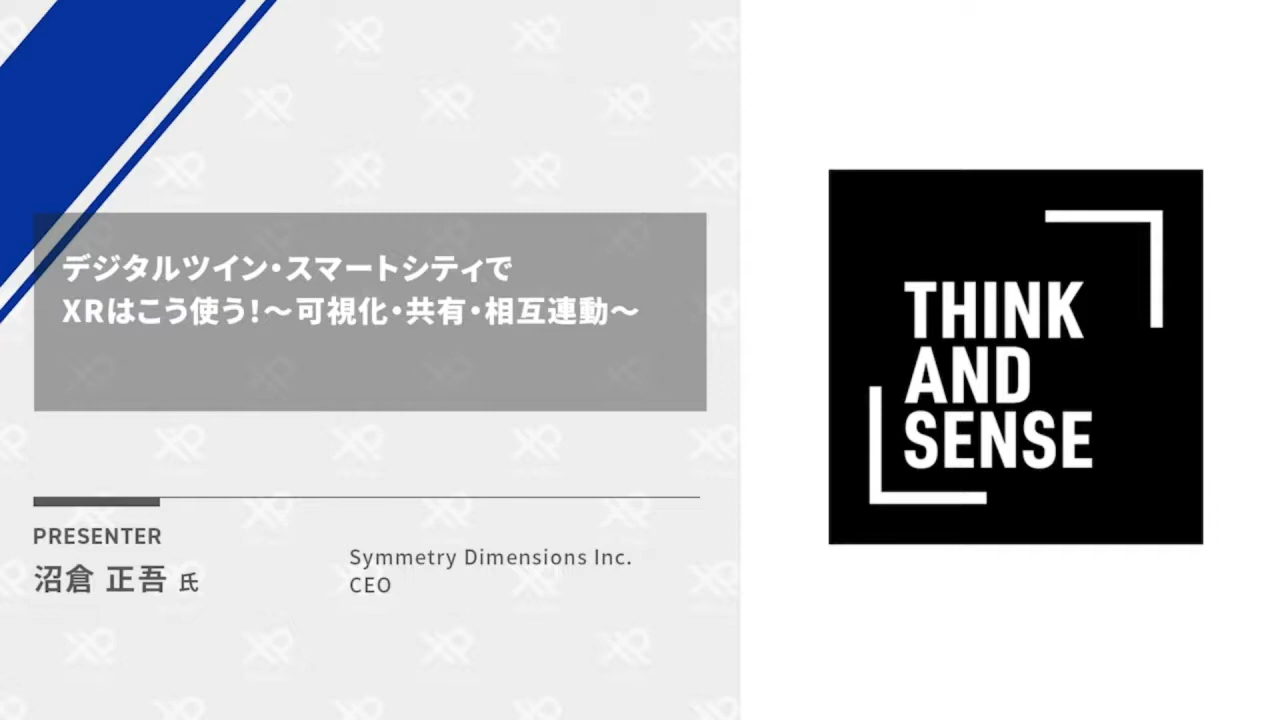 デジタルツイン・スマートシティで
XRはこう使う!～可視化・共有・相互連動～
PRESENTER
沼倉 正吾 氏
Symmetry Dimensions Inc.
CEO
THINK
AND
SENSE